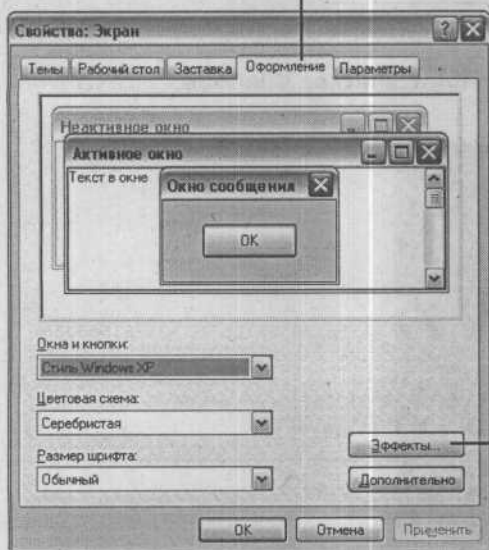 Свойства: Экран
Темы Рабочий стол Заставка Оформление Параметры
Неактивное окно
Активное окно
Текст в окне
Окно сообщения
OK
Окна и кнопки:
Стиль Windows XP
Цветовая схема:
Серебристая
Эффекты...
Размер шрифта:
Обычный
Дополнительно
OK Отмена Применить